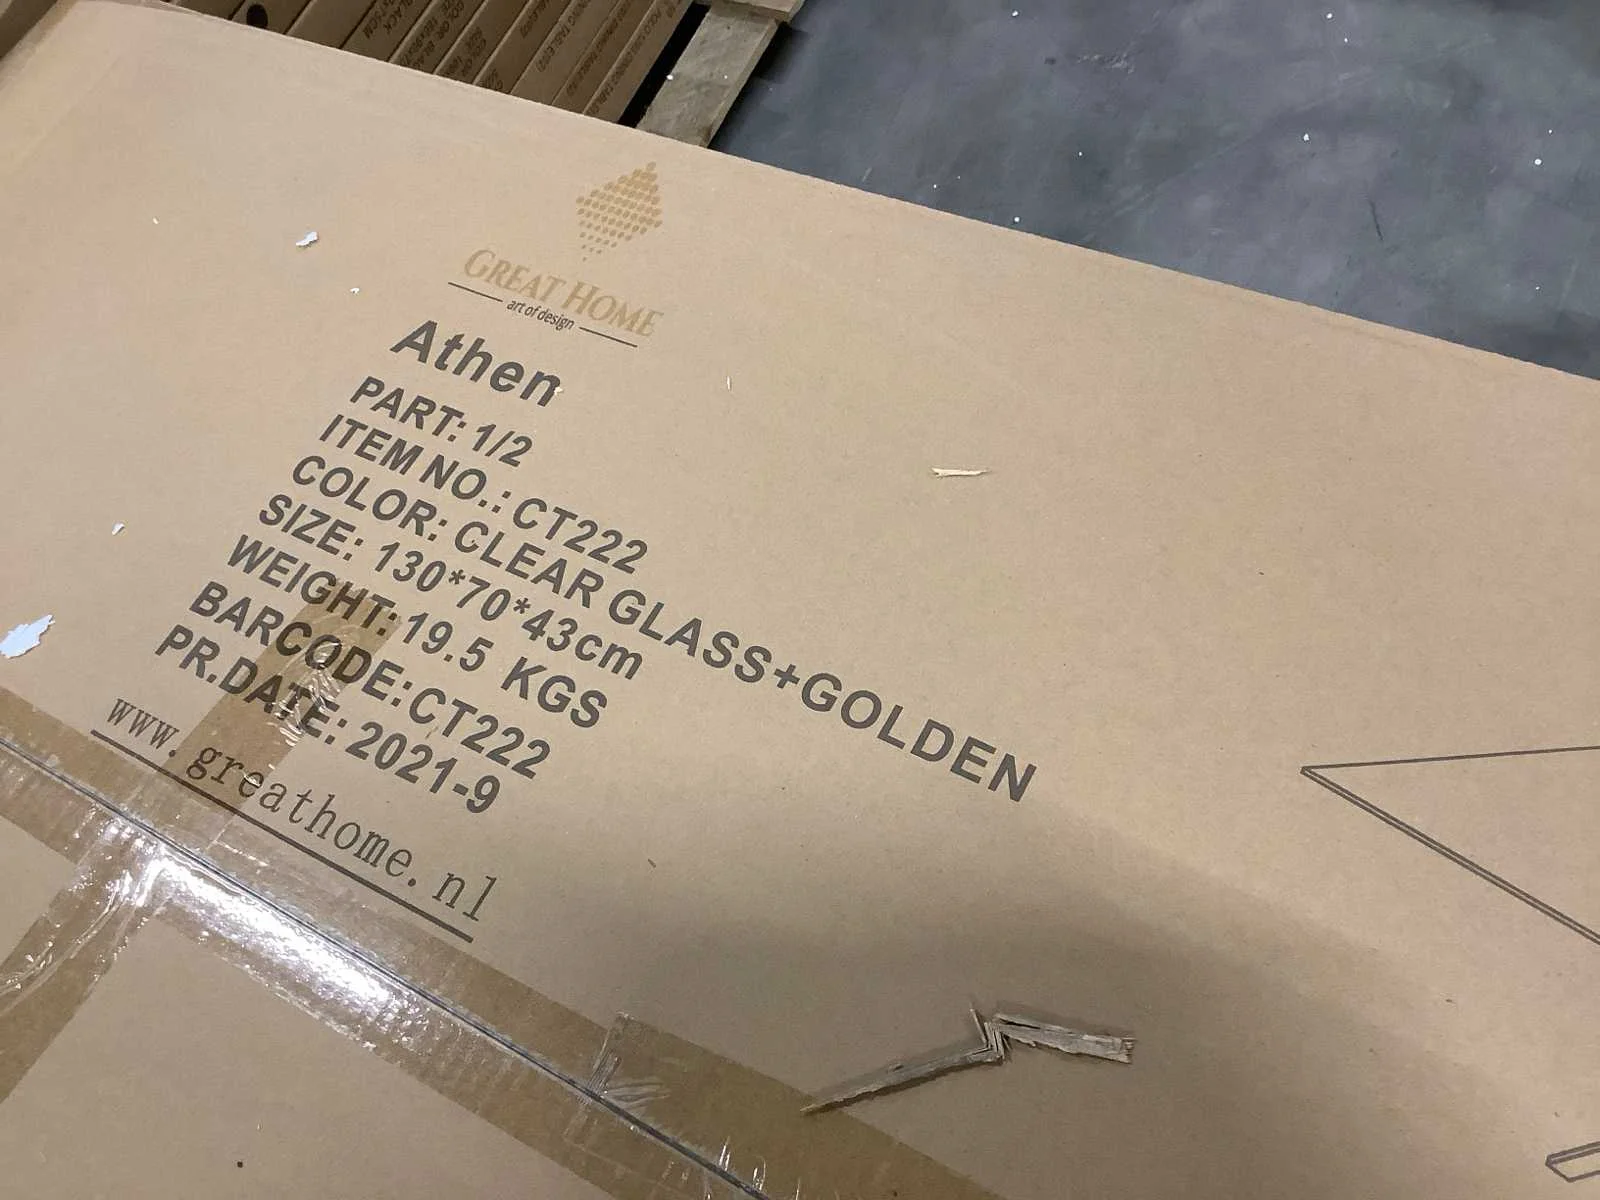 GREAT HOME
art of design
Athen
PART: 1/2
ITEM NO.: CT222
COLOR: CLEAR GLASS+GOLDEN
SIZE: 130*70*43cm
WEIGHT: 19.5 KGS
BARCODE:CT222
PR.DATE: 2021-9
www.greathome.nl